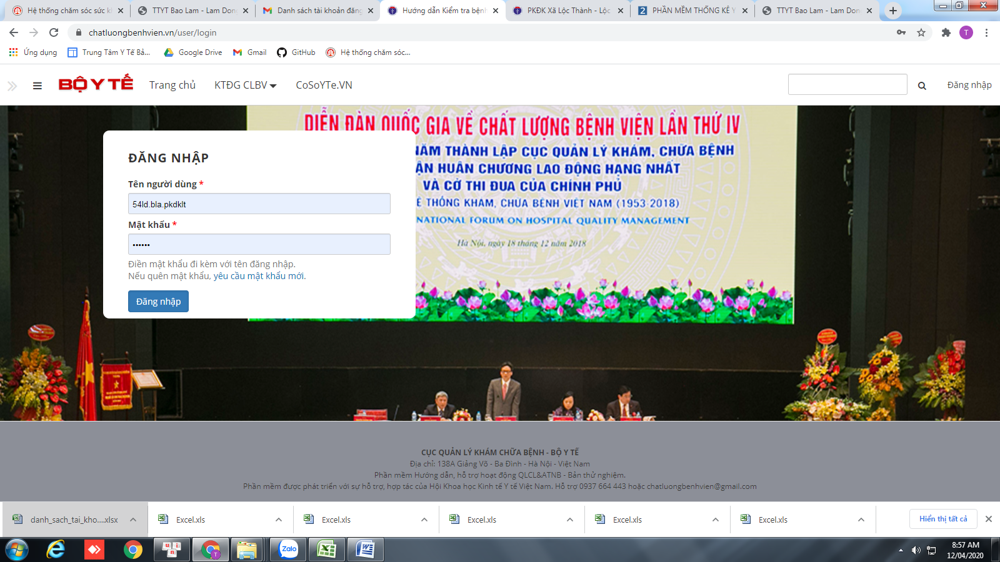 Hệ thống chăm sóc sức kl
TTYT Bao Lam - Lam Dong
Danh sách tài khoản đăng
Hướng dẫn Kiểm tra bệnh
PKĐK Xã Lộc Thành - Lộc
PHẦN MỀM THỐNG KÊ Y
TTYT Bao Lam - Lam Don
chatluongbenhvien.vn/user/login
T
Ứng dụng
Trung Tâm Y Tế Bả...
Google Drive
Gmail
GitHub
Hệ thống chăm sóc...
BỘ Y TẾ
Trang chủ
KTĐG CLBV
CoSoYTe.VN
Đăng nhập
DIỄN ĐÀN QUỐC GIA VỀ CHẤT LƯỢNG BỆNH VIỆN LẦN THỨ IV
NĂM THÀNH LẬP CỤC QUẢN LÝ KHÁM, CHỮA BỆNH
ẬN HUÂN CHƯƠNG LAO ĐỘNG HẠNG NHẤT
VÀ CỜ THI ĐUA CỦA CHÍNH PHỦ
Ệ THỐNG KHÁM, CHỮA BỆNH VIỆT NAM (1953-2018)
NATIONAL FORUM ON HOSPITAL QUALITY MANAGEMENT
Hà Nội, ngày 18 tháng 12 năm 2018
ĐĂNG NHẬP
Tên người dùng *
54ld.bla.pkdklt
Mật khẩu *
••••••
Điền mật khẩu đi kèm với tên đăng nhập.
Nếu quên mật khẩu, yêu cầu mật khẩu mới.
Đăng nhập
CỤC QUẢN LÝ KHÁM CHỮA BỆNH - BỘ Y TẾ
Địa chỉ: 138A Giảng Võ - Ba Đình - Hà Nội - Việt Nam
Phần mềm Hướng dẫn, hỗ trợ hoạt động QLCL&ATNB - Bản thử nghiệm.
Phần mềm được phát triển với sự hỗ trợ, hợp tác của Hội Khoa học Kinh tế Y tế Việt Nam. Hỗ trợ 0937 664 443 hoặc chatluongbenhvien@gmail.com
danh_sach_tai_kho....xlsx
Excel.xls
Excel.xls
Excel.xls
Excel.xls
Excel.xls
Hiển thị tất cả
Zalo
8:57 AM
12/04/2020